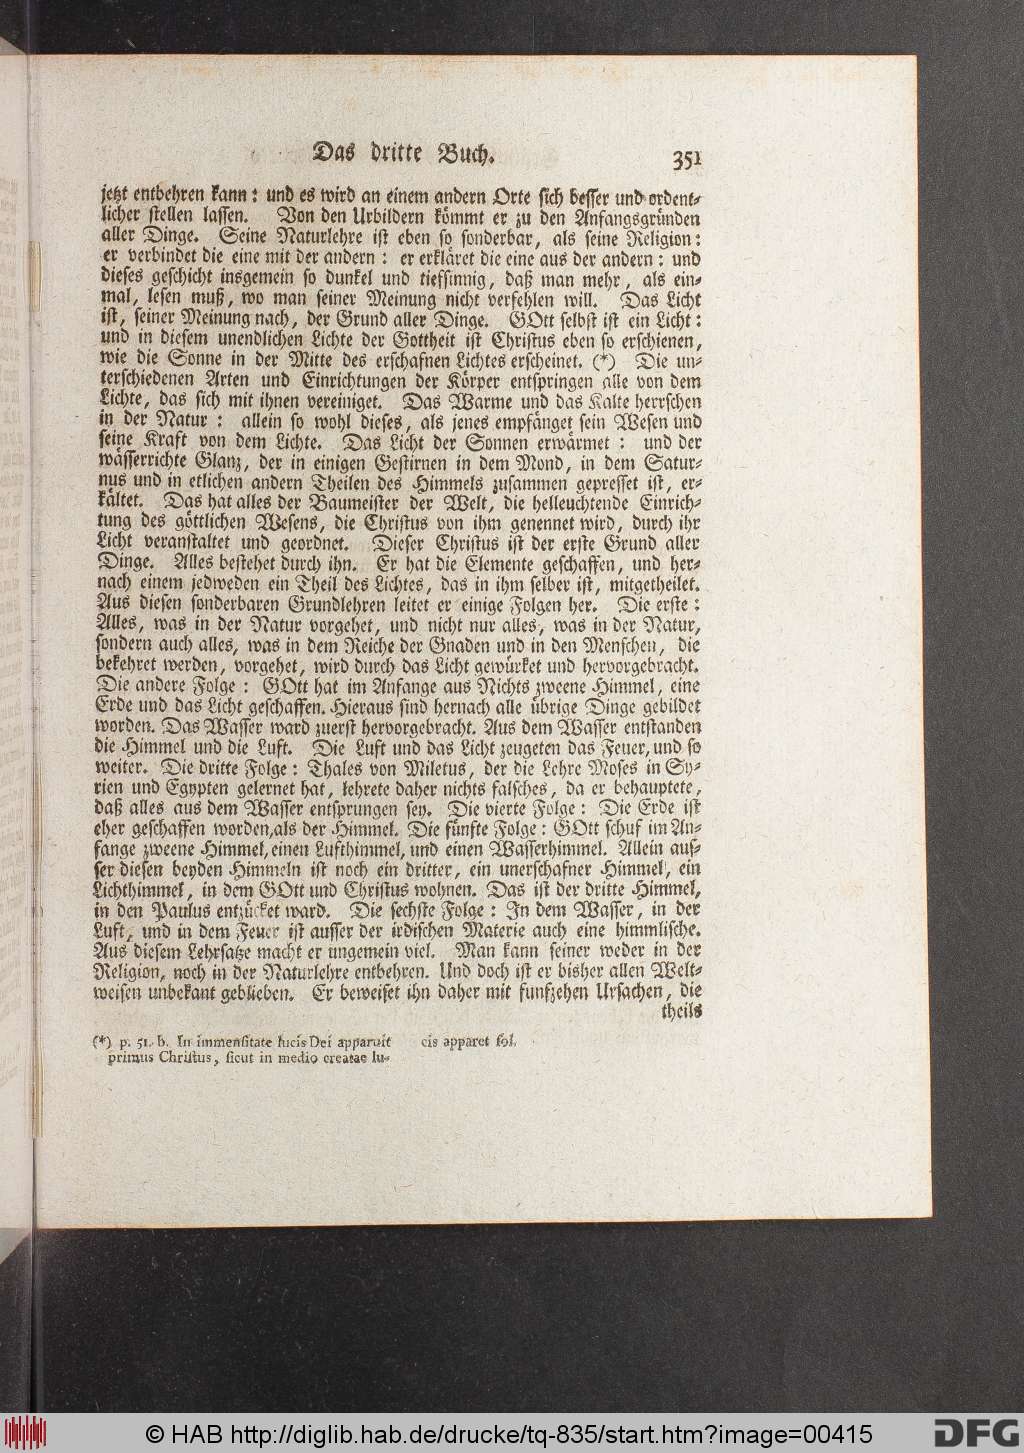 Das dritte Buch. 351
jetzt entbehren kann: und es wird an einem andern Orte sich besser und ordent-
licher stellen lassen. Von den Urbildern kömmt er zu den Anfangsgründen
aller Dinge. Seine Naturlehre ist eben so sonderbar, als seine Religion:
er verbindet die eine mit der andern: er erkläret die eine aus der andern: und
dieses geschicht insgemein so dunkel und tiefsinnig, daß man mehr, als ein-
mal, lesen muß, wo man seiner Meinung nicht verfehlen will. Das Licht
ist, seiner Meinung nach, der Grund aller Dinge. GOtt selbst ist ein Licht:
und in diesem unendlichen Lichte der Gottheit ist Christus eben so erschienen,
wie die Sonne in der Mitte des erschafnen Lichtes erscheinet. (*) Die un-
terschiedenen Arten und Einrichtungen der Körper entspringen alle von dem
Lichte, das sich mit ihnen vereiniget. Das Warme und das Kalte herrschen
in der Natur: allein so wohl dieses, als jenes empfänget sein Wesen und
seine Kraft von dem Lichte. Das Licht der Sonnen erwärmet: und der
wässerrichte Glanz, der in einigen Gestirnen in dem Mond, in dem Satur-
nus und in etlichen andern Theilen des Himmels zusammen gepresset ist, er-
kältet. Das hat alles der Baumeister der Welt, die helleuchtende Einrich-
tung des göttlichen Wesens, die Christus von ihm genennet wird, durch ihr
Licht veranstaltet und geordnet. Dieser Christus ist der erste Grund aller
Dinge. Alles bestehet durch ihn. Er hat die Elemente geschaffen, und her-
nach einem jedweden ein Theil des Lichtes, das in ihm selber ist, mitgetheilet.
Aus diesen sonderbaren Grundlehren leitet er einige Folgen her. Die erste:
Alles, was in der Natur vorgehet, und nicht nur alles, was in der Natur,
sondern auch alles, was in dem Reiche der Gnaden und in den Menschen, die
bekehret werden, vorgehet, wird durch das Licht gewürket und hervorgebracht.
Die andere Folge: GOtt hat im Anfange aus Nichts zweene Himmel, eine
Erde und das Licht geschaffen. Hieraus sind hernach alle übrige Dinge gebildet
worden. Das Wasser ward zuerst hervorgebracht. Aus dem Wasser entstanden
die Himmel und die Luft. Die Luft und das Licht zeugeten das Feuer, und so
weiter. Die dritte Folge: Thales von Miletus, der die Lehre Moses in Sy-
rien und Egypten gelernet hat, lehrete daher nichts falsches, da er behauptete,
daß alles aus dem Wasser entsprungen sey. Die vierte Folge: Die Erde ist
eher geschaffen worden, als der Himmel. Die fünfte Folge: GOtt schuf im An-
fange zweene Himmel, einen Lufthimmel, und einen Wasserhimmel. Allein auß-
ser diesen beyden Himmeln ist noch ein dritter, ein unerschafner Himmel, ein
Lichthimmel, in dem GOtt und Christus wohnen. Das ist der dritte Himmel,
in den Paulus entzücket ward. Die sechste Folge: In dem Wasser, in der
Luft, und in dem Feuer ist ausser der irdischen Materie auch eine himmlische.
Aus diesem Lehrsatze macht er ungemein viel. Man kann seiner weder in der
Religion, noch in der Naturlehre entbehren. Und doch ist er bisher allen Welt-
weisen unbekant geblieben. Er beweiset ihn daher mit funfzehen Ursachen, die
theils
(*) p. 51. b. In immensitate lucis Dei apparuit
primus Christus, sicut in medio creatae lu-
cis apparet sol.
© HAB http://diglib.hab.de/drucke/tq-835/start.htm?image=00415
DFG